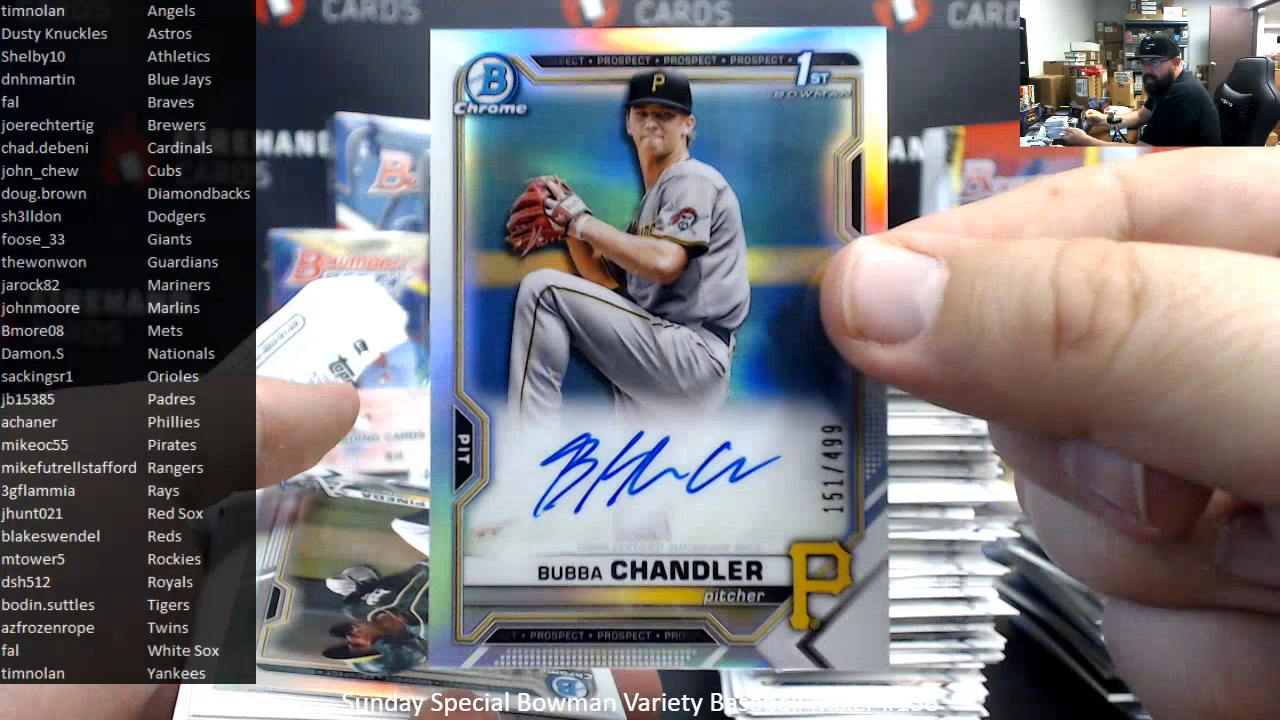 timnolan Angels
Dusty Knuckles Astros
Shelby10 Athletics
dnhmartin Blue Jays
fal Braves
joerechtertig Brewers
chad.debeni Cardinals
john_chew Cubs
doug.brown Diamondbacks
sh3lldon Dodgers
foose_33 Giants
thewonwon Guardians
jarock82 Mariners
johnmoore Marlins
Bmore08 Mets
Damon.S Nationals
sackingsr1 Orioles
jb15385 Padres
achaner Phillies
mikeoc55 Pirates
mikefutrellstafford Rangers
3gflammia Rays
jhunt021 Red Sox
blakeswendel Reds
mtower5 Rockies
dsh512 Royals
bodin.suttles Tigers
azfrozenrope Twins
fal White Sox
timnolan Yankees
CARDS
CARDS
CARD
PROSPECT • PROSPECT • PROSPECT
B
Chrome
1ST
BOWMAN
P
PIT
151/499
BUBBA CHANDLER
pitcher
P
PROSPECT • PROSPECT
PINEDA
Sunday Special Bowman Variety